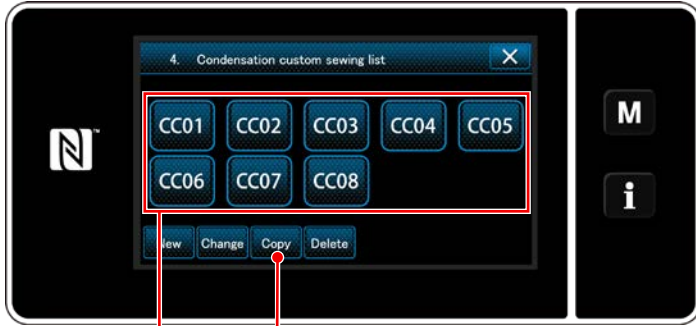 4. Condensation custom sewing list
CC01 CC02 CC03 CC04 CC05
CC06 CC07 CC08
New Change Copy Delete
M
i